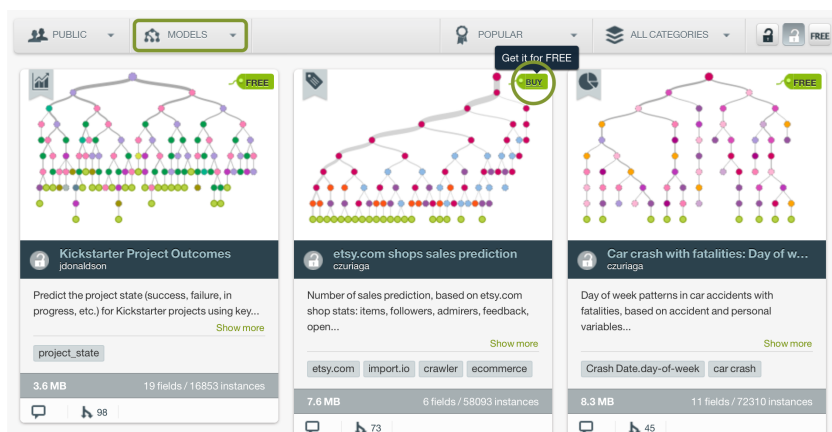 PUBLIC
MODELS
POPULAR
ALL CATEGORIES
FREE
Get it for FREE
FREE
BUY
FREE
Kickstarter Project Outcomes
jdonaldson
Predict the project state (success, failure, in
progress, etc.) for Kickstarter projects using key...
Show more
project_state
3.6 MB 19 fields / 16853 instances
98
etsy.com shops sales prediction
czuriaga
Number of sales prediction, based on etsy.com
shop stats: items, followers, admirers, feedback,
open...
Show more
etsy.com import.io crawler ecommerce
7.6 MB 6 fields / 58093 instances
73
Car crash with fatalities: Day of w...
czuriaga
Day of week patterns in car accidents with
fatalities, based on accident and personal
variables...
Show more
Crash Date.day-of-week car crash
8.3 MB 11 fields / 72310 instances
45